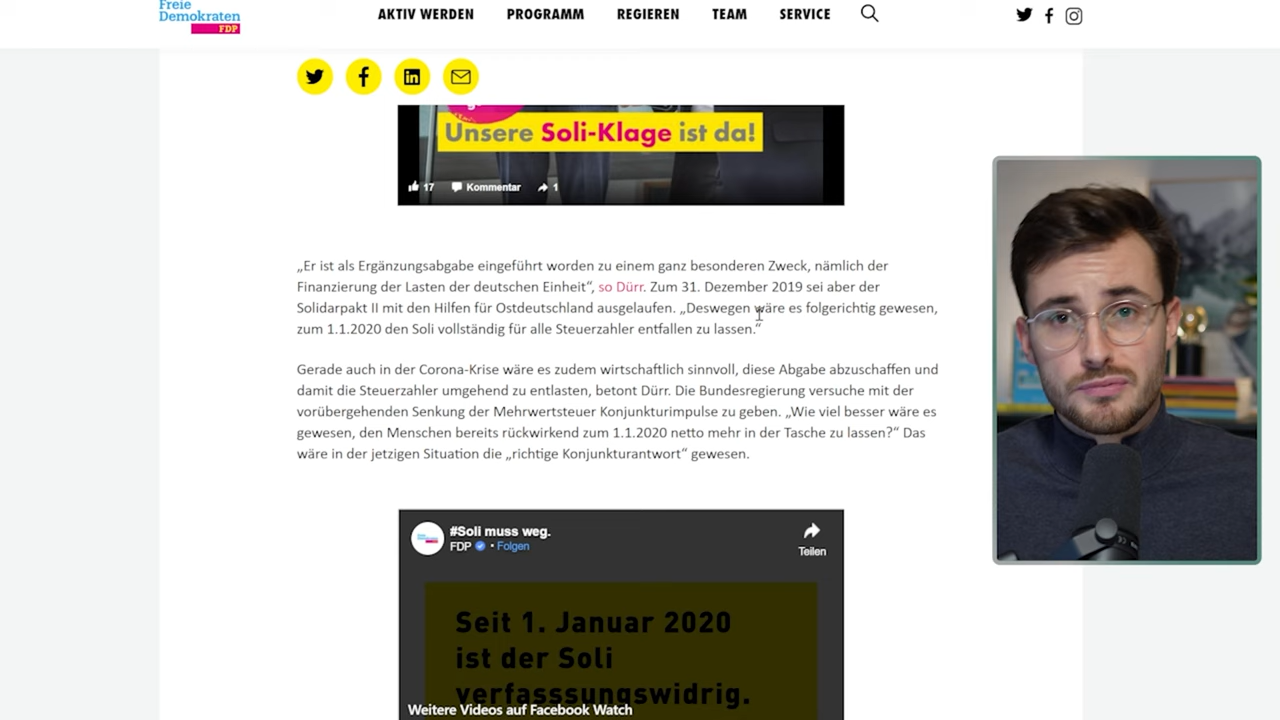 Freie
Demokraten
FDP
AKTIV WERDEN PROGRAMM REGIEREN TEAM SERVICE
Unsere Soli-Klage ist da!
17 Kommentar 1
„Er ist als Ergänzungsabgabe eingeführt worden zu einem ganz besonderen Zweck, nämlich der
Finanzierung der Lasten der deutschen Einheit“, so Dürr. Zum 31. Dezember 2019 sei aber der
Solidarpakt II mit den Hilfen für Ostdeutschland ausgelaufen. „Deswegen wäre es folgerichtig gewesen,
zum 1.1.2020 den Soli vollständig für alle Steuerzahler entfallen zu lassen.“
Gerade auch in der Corona-Krise wäre es zudem wirtschaftlich sinnvoll, diese Abgabe abzuschaffen und
damit die Steuerzahler umgehend zu entlasten, betont Dürr. Die Bundesregierung versuche mit der
vorübergehenden Senkung der Mehrwertsteuer Konjunkturimpulse zu geben. „Wie viel besser wäre es
gewesen, den Menschen bereits rückwirkend zum 1.1.2020 netto mehr in der Tasche zu lassen?“ Das
wäre in der jetzigen Situation die „richtige Konjunkturantwort“ gewesen.
#Soli muss weg.
FDP · Folgen
Teilen
Seit 1. Januar 2020
ist der Soli
verfasssungswidrig.
Weitere Videos auf Facebook Watch